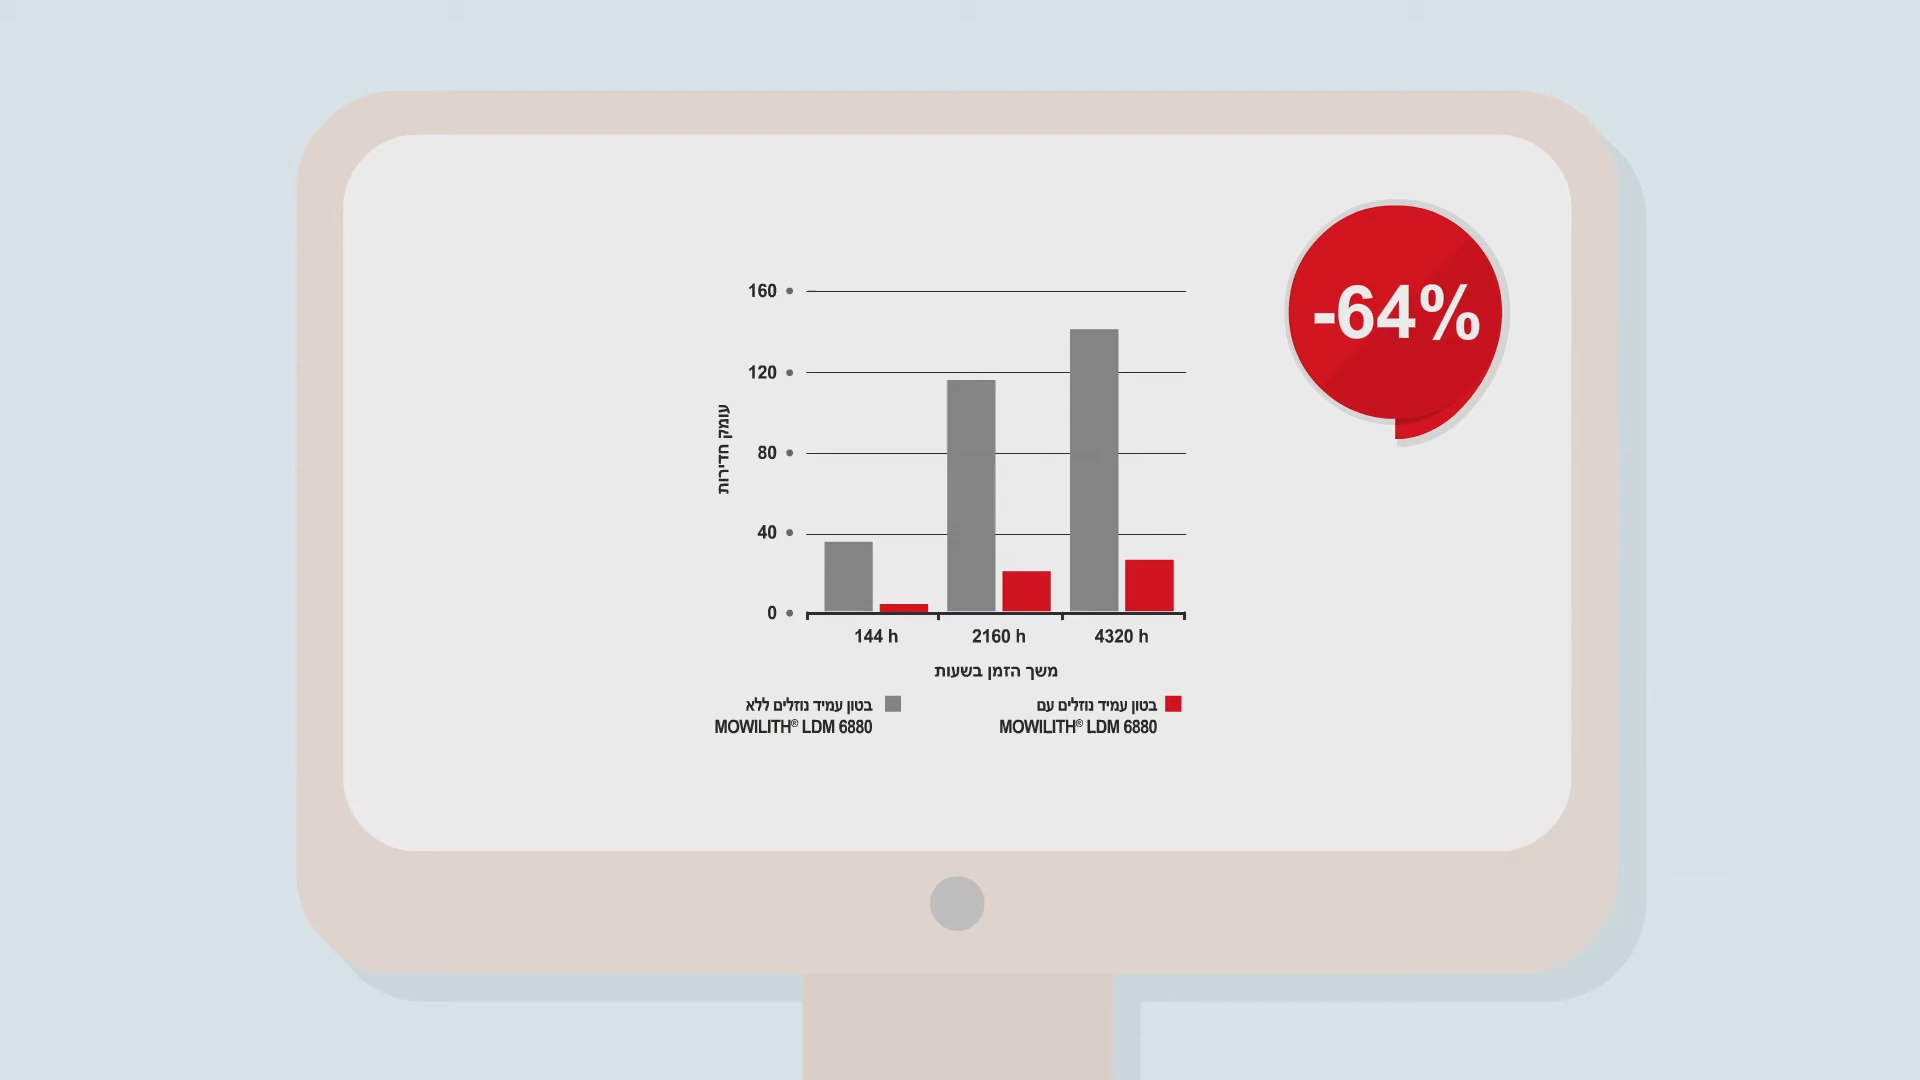 -64%
160
120
80
40
0
עומק חדירות
144 h
2160 h
4320 h
משך הזמן בשעות
בטון עמיד נוזלים עם
MOWILITH® LDM 6880
בטון עמיד נוזלים ללא
MOWILITH® LDM 6880